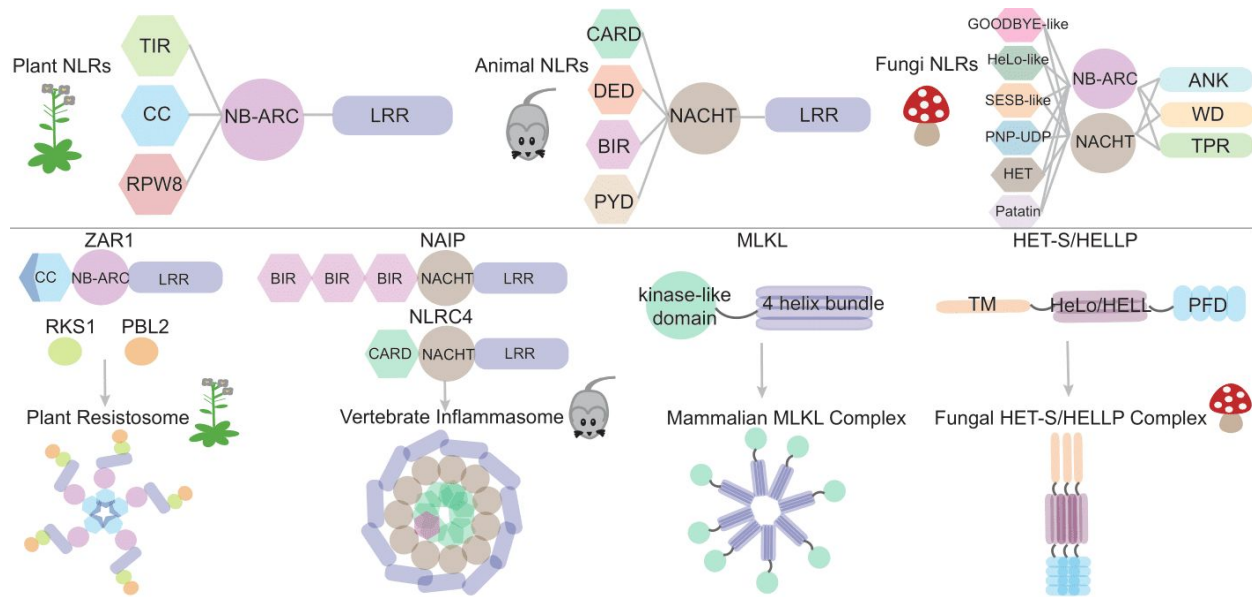 Plant NLRs
TIR
CC
RPW8
NB-ARC
LRR
Animal NLRs
CARD
DED
BIR
PYD
NACHT
LRR
Fungi NLRs
GOODBYE-like
HeLo-like
SESB-like
PNP-UDP
HET
Patatin
NB-ARC
NACHT
ANK
WD
TPR
ZAR1
CC
NB-ARC
LRR
RKS1
PBL2
Plant Resistosome
NAIP
BIR
BIR
BIR
NACHT
LRR
NLRC4
CARD
NACHT
LRR
Vertebrate Inflammasome
MLKL
kinase-like
domain
4 helix bundle
Mammalian MLKL Complex
HET-S/HELLP
TM
HeLo/HELL
PFD
Fungal HET-S/HELLP Complex